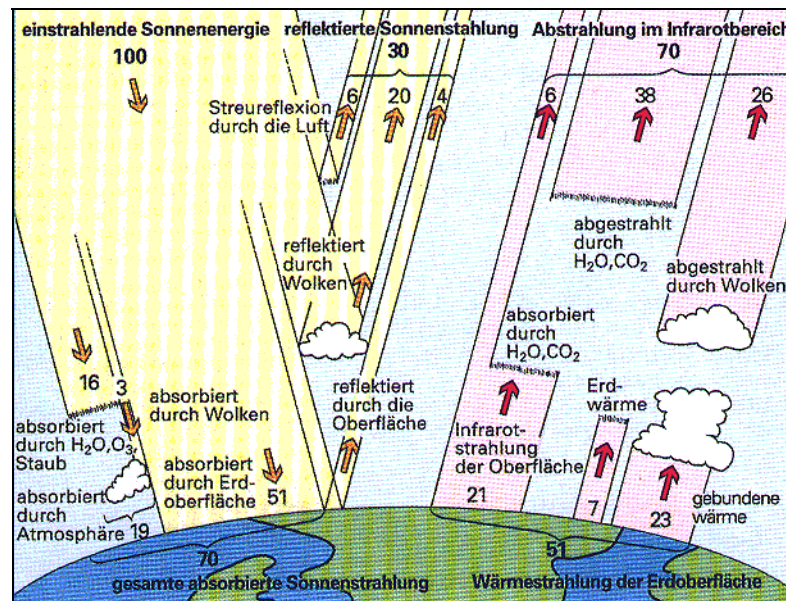 einstrahlende Sonnenenergie
100
reflektierte Sonnenstahlung
30
Abstrahlung im Infrarotbereich
70
6
20
4
6
38
26
Streureflexion
durch die Luft
reflektiert
durch
Wolken
abgestrahlt
durch
H₂O,CO₂
abgestrahlt
durch Wolken
absorbiert
durch
H₂O,CO₂
16
3
absorbiert
durch Wolken
absorbiert
durch H₂O,O₃,
Staub
absorbiert
durch
Atmosphäre
19
absorbiert
durch Erd-
oberfläche
51
reflektiert
durch die
Oberfläche
Infrarot-
strahlung
der Oberfläche
21
Erd-
wärme
7
23
gebundene
wärme
70
gesamte absorbierte Sonnenstrahlung
51
Wärmestrahlung der Erdoberfläche